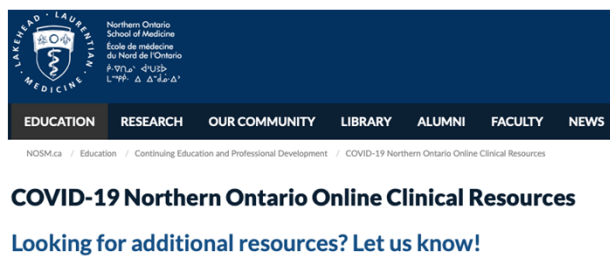 LAKEHEAD · LAURENTIAN
MEDICINE
Northern Ontario
School of Medicine
École de médecine
du Nord de l'Ontario
EDUCATION RESEARCH OUR COMMUNITY LIBRARY ALUMNI FACULTY NEWS
NOSM.ca / Education / Continuing Education and Professional Development / COVID-19 Northern Ontario Online Clinical Resources
COVID-19 Northern Ontario Online Clinical Resources
Looking for additional resources? Let us know!